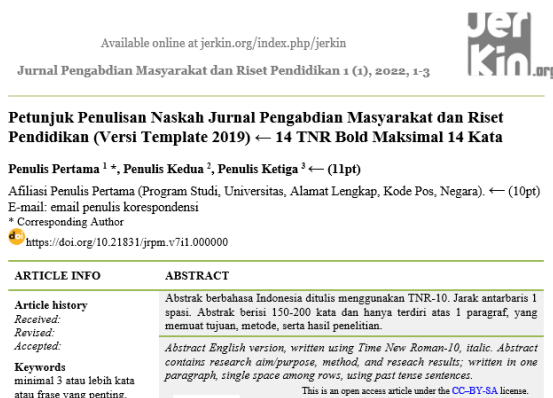 Available online at jerkin.org/index.php/jerkin
jer
kin.org
Jurnal Pengabdian Masyarakat dan Riset Pendidikan 1 (1), 2022, 1-3
Petunjuk Penulisan Naskah Jurnal Pengabdian Masyarakat dan Riset
Pendidikan (Versi Template 2019) ← 14 TNR Bold Maksimal 14 Kata
Penulis Pertama ¹ *, Penulis Kedua ², Penulis Ketiga ³ ← (11pt)
Afiliasi Penulis Pertama (Program Studi, Universitas, Alamat Lengkap, Kode Pos, Negara). ← (10pt)
E-mail: email penulis korespondensi
* Corresponding Author
doi https://doi.org/10.21831/jrpm.v7i1.000000
ARTICLE INFO
Article history
Received:
Revised:
Accepted:
Keywords
minimal 3 atau lebih kata
atau frase yang penting,
ABSTRACT
Abstrak berbahasa Indonesia ditulis menggunakan TNR-10. Jarak antarbaris 1
spasi. Abstrak berisi 150-200 kata dan hanya terdiri atas 1 paragraf, yang
memuat tujuan, metode, serta hasil penelitian.
Abstract English version, written using Time New Roman-10, italic. Abstract
contains research aim/purpose, method, and reseach results; written in one
paragraph, single space among rows, using past tense sentences.
This is an open access article under the CC–BY-SA license.